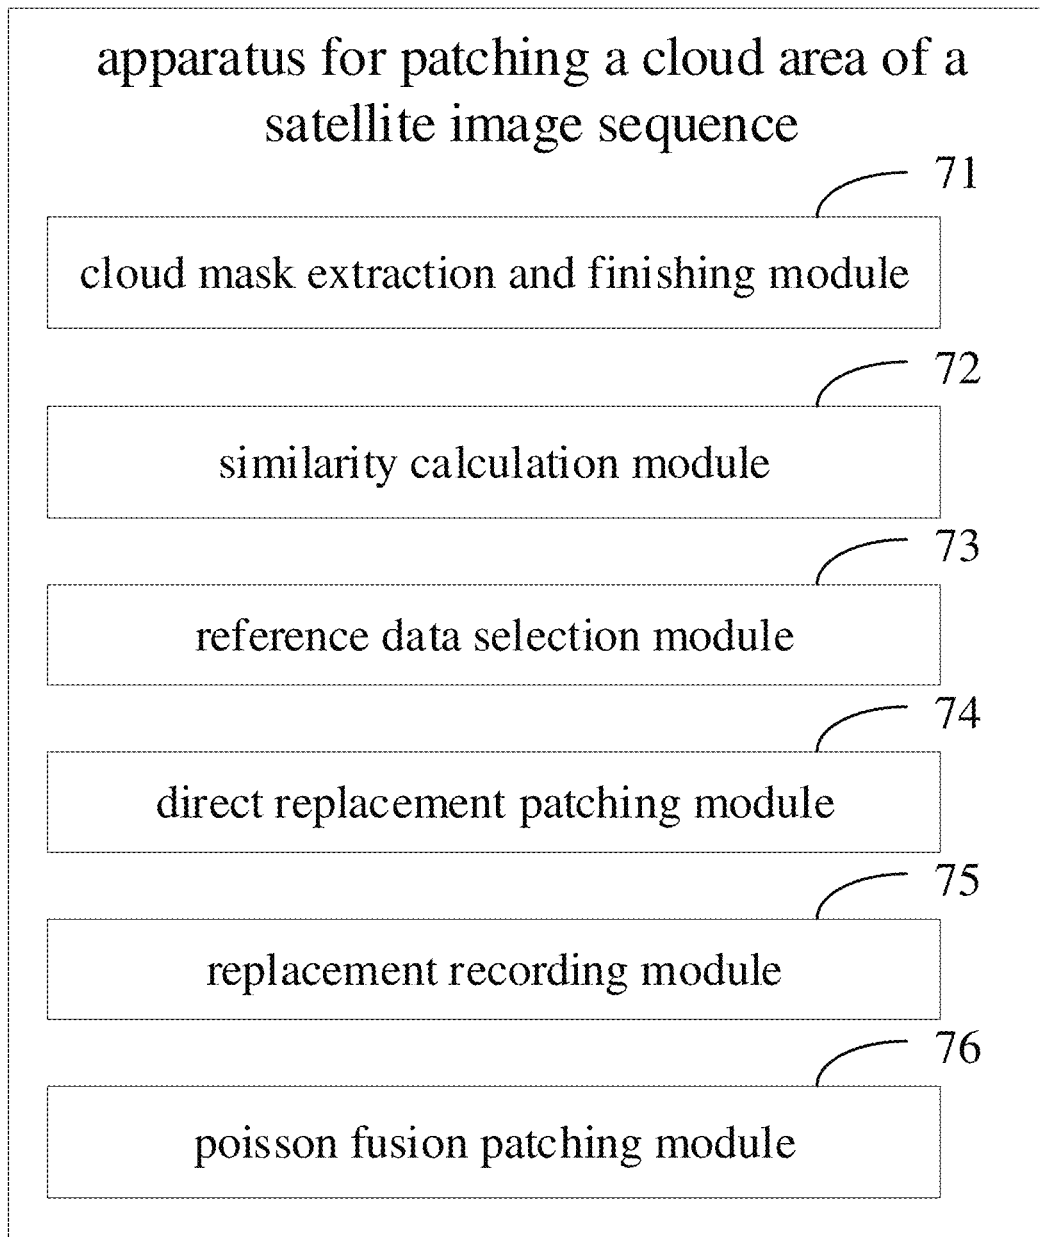 apparatus for patching a cloud area of a
satellite image sequence
71
cloud mask extraction and finishing module
72
similarity calculation module
73
reference data selection module
74
direct replacement patching module
75
replacement recording module
76
poisson fusion patching module